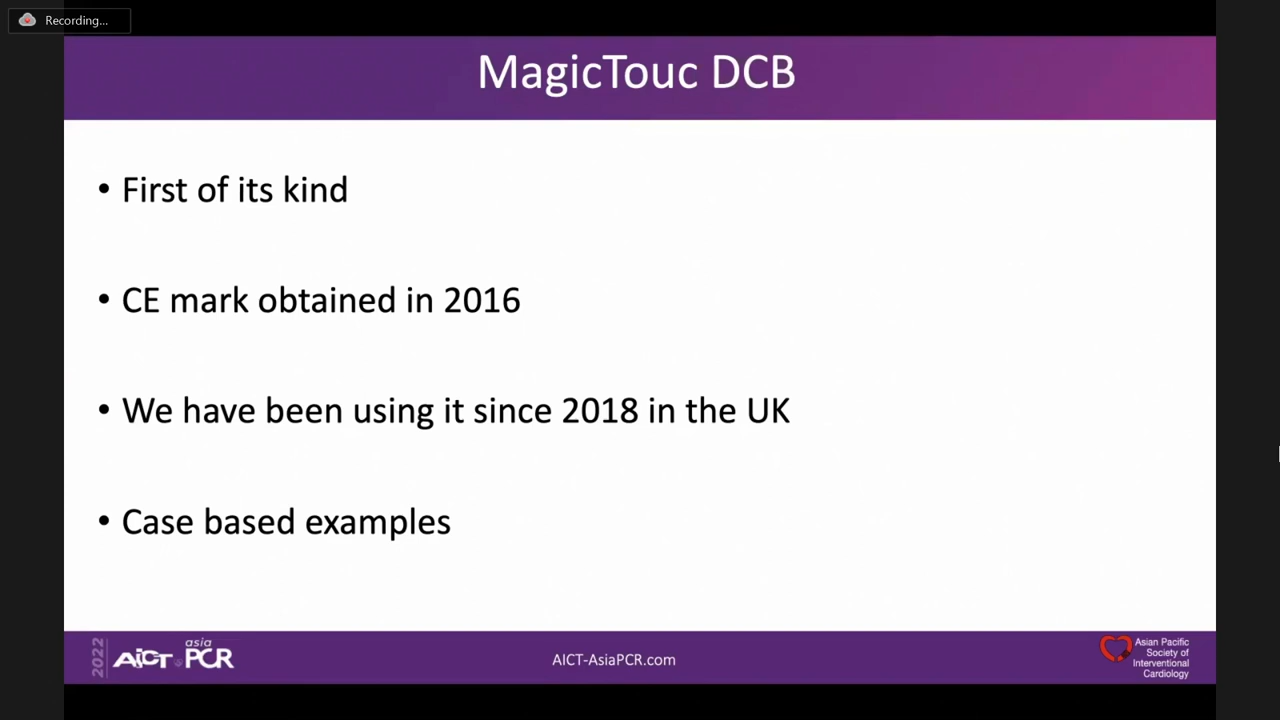 Recording...
MagicTouc DCB
• First of its kind
• CE mark obtained in 2016
• We have been using it since 2018 in the UK
• Case based examples
2022
AICT
asia
PCR
AICT-AsiaPCR.com
Asian Pacific
Society of
Interventional
Cardiology